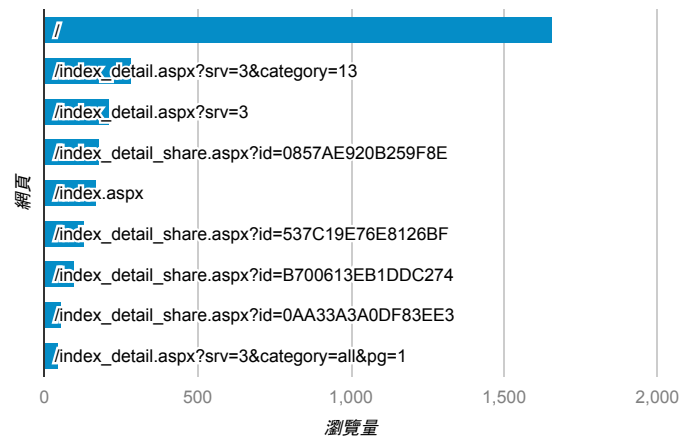 /
/index_detail.aspx?srv=3&category=13
/index_detail.aspx?srv=3
/index_detail_share.aspx?id=0857AE920B259F8E
/index.aspx
/index_detail_share.aspx?id=537C19E76E8126BF
/index_detail_share.aspx?id=B700613EB1DDC274
/index_detail_share.aspx?id=0AA33A3A0DF83EE3
/index_detail.aspx?srv=3&category=all&pg=1
網頁
0 500 1,000 1,500 2,000
瀏覽量